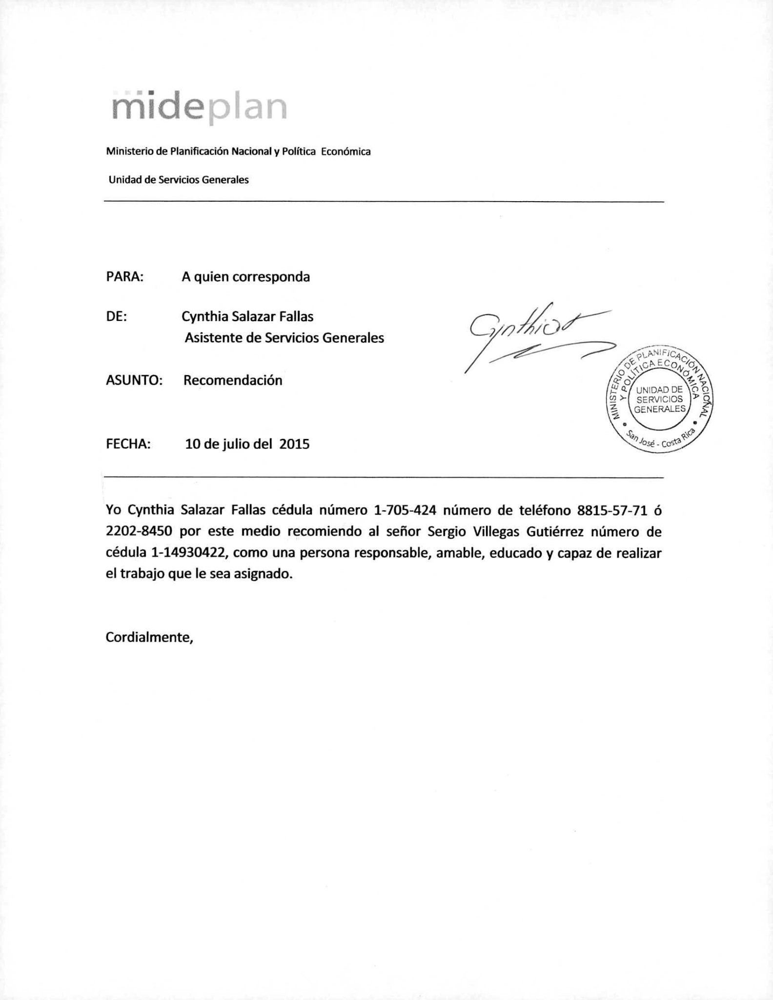 mideplan
Ministerio de Planificación Nacional y Política Económica
Unidad de Servicios Generales
PARA: A quien corresponda
DE: Cynthia Salazar Fallas
Asistente de Servicios Generales
Cynthia
ASUNTO: Recomendación
MINISTERIO DE PLANIFICACIÓN NACIONAL
Y POLÍTICA ECONÓMICA
UNIDAD DE
SERVICIOS
GENERALES
San José - Costa Rica
FECHA: 10 de julio del 2015
Yo Cynthia Salazar Fallas cédula número 1-705-424 número de teléfono 8815-57-71 ó
2202-8450 por este medio recomiendo al señor Sergio Villegas Gutiérrez número de
cédula 1-14930422, como una persona responsable, amable, educado y capaz de realizar
el trabajo que le sea asignado.
Cordialmente,